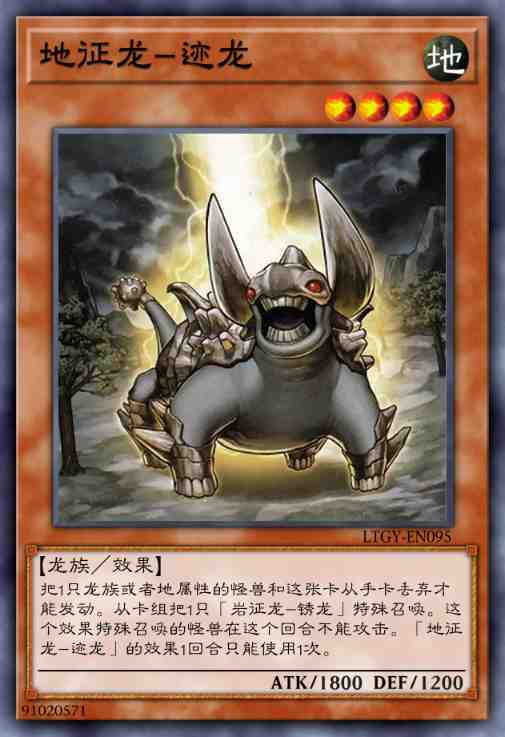 地征龙-迹龙
地
LTGY-EN095
【龙族／效果】
把1只龙族或者地属性的怪兽和这张卡从手卡丢弃才
能发动。从卡组把1只「岩征龙-锈龙」特殊召唤。这
个效果特殊召唤的怪兽在这个回合不能攻击。「地征
龙-迹龙」的效果1回合只能使用1次。
ATK/1800 DEF/1200
91020571